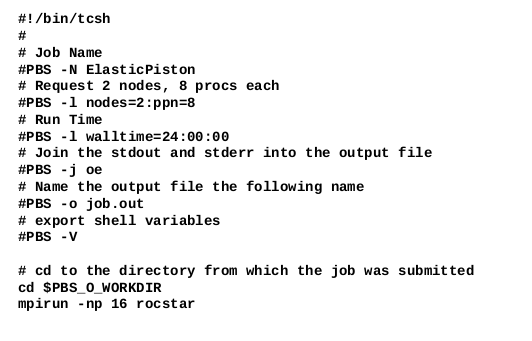 #!/bin/tcsh
#
# Job Name
#PBS -N ElasticPiston
# Request 2 nodes, 8 procs each
#PBS -l nodes=2:ppn=8
# Run Time
#PBS -l walltime=24:00:00
# Join the stdout and stderr into the output file
#PBS -j oe
# Name the output file the following name
#PBS -o job.out
# export shell variables
#PBS -V

# cd to the directory from which the job was submitted
cd $PBS_O_WORKDIR
mpirun -np 16 rocstar